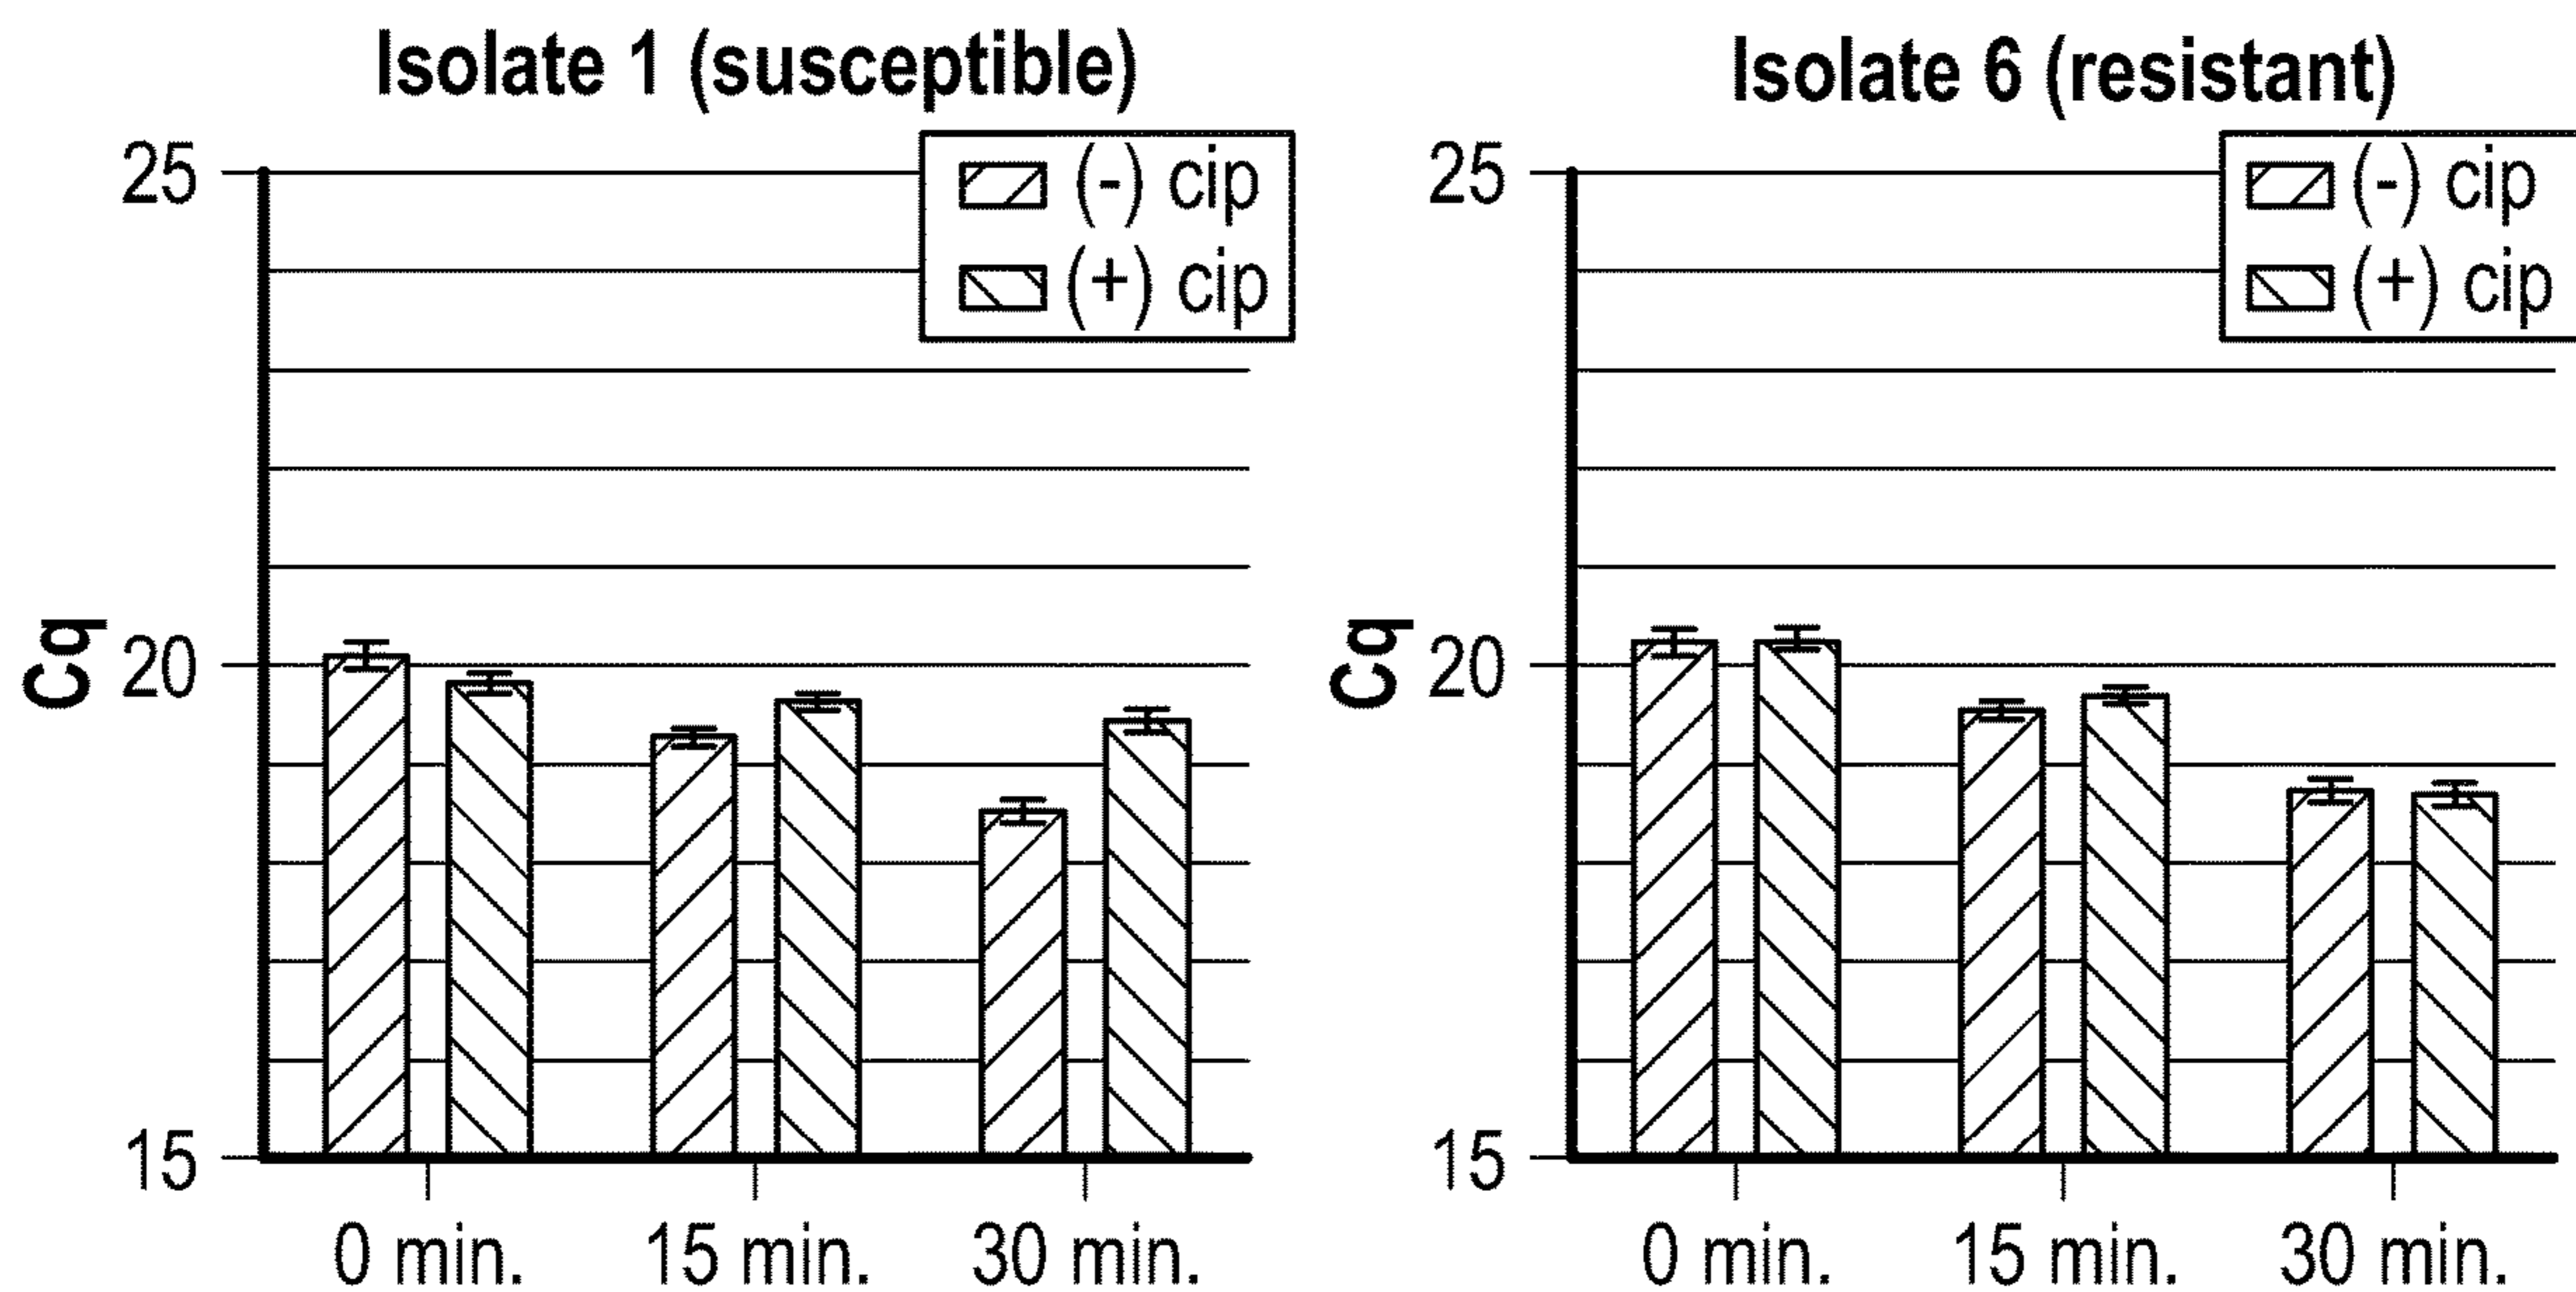 Isolate 1 (susceptible)
25
20
15
Cq
(-) cip
(+) cip
0 min.
15 min.
30 min.
Isolate 6 (resistant)
25
20
15
Cq
(-) cip
(+) cip
0 min.
15 min.
30 min.